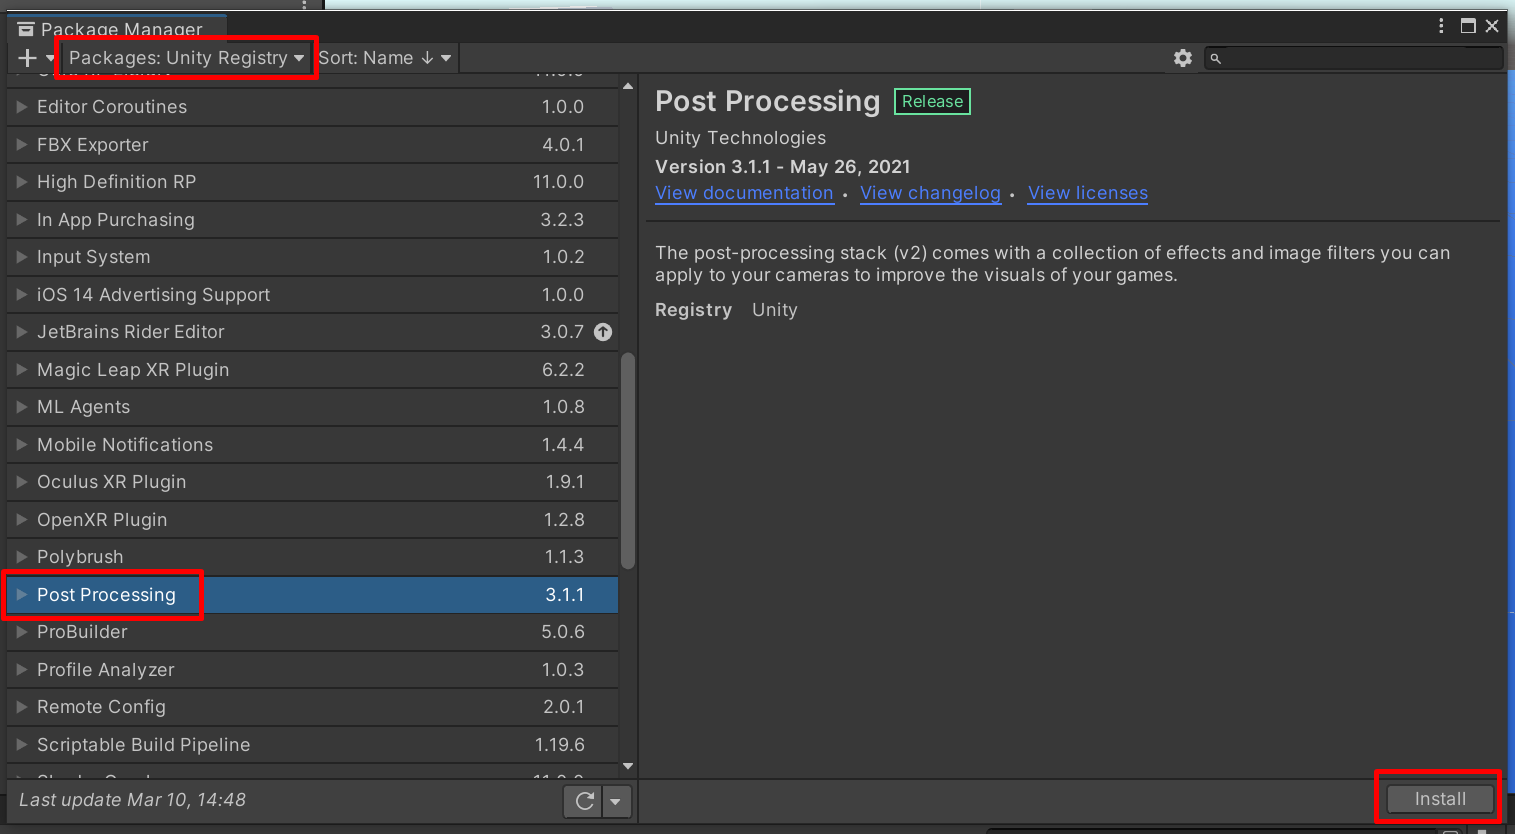 Package Manager
Packages: Unity Registry
Sort: Name ↓
Editor Coroutines 1.0.0
FBX Exporter 4.0.1
High Definition RP 11.0.0
In App Purchasing 3.2.3
Input System 1.0.2
iOS 14 Advertising Support 1.0.0
JetBrains Rider Editor 3.0.7
Magic Leap XR Plugin 6.2.2
ML Agents 1.0.8
Mobile Notifications 1.4.4
Oculus XR Plugin 1.9.1
OpenXR Plugin 1.2.8
Polybrush 1.1.3
Post Processing 3.1.1
ProBuilder 5.0.6
Profile Analyzer 1.0.3
Remote Config 2.0.1
Scriptable Build Pipeline 1.19.6
Last update Mar 10, 14:48
Post Processing Release
Unity Technologies
Version 3.1.1 - May 26, 2021
View documentation • View changelog • View licenses
The post-processing stack (v2) comes with a collection of effects and image filters you can
apply to your cameras to improve the visuals of your games.
Registry Unity
Install